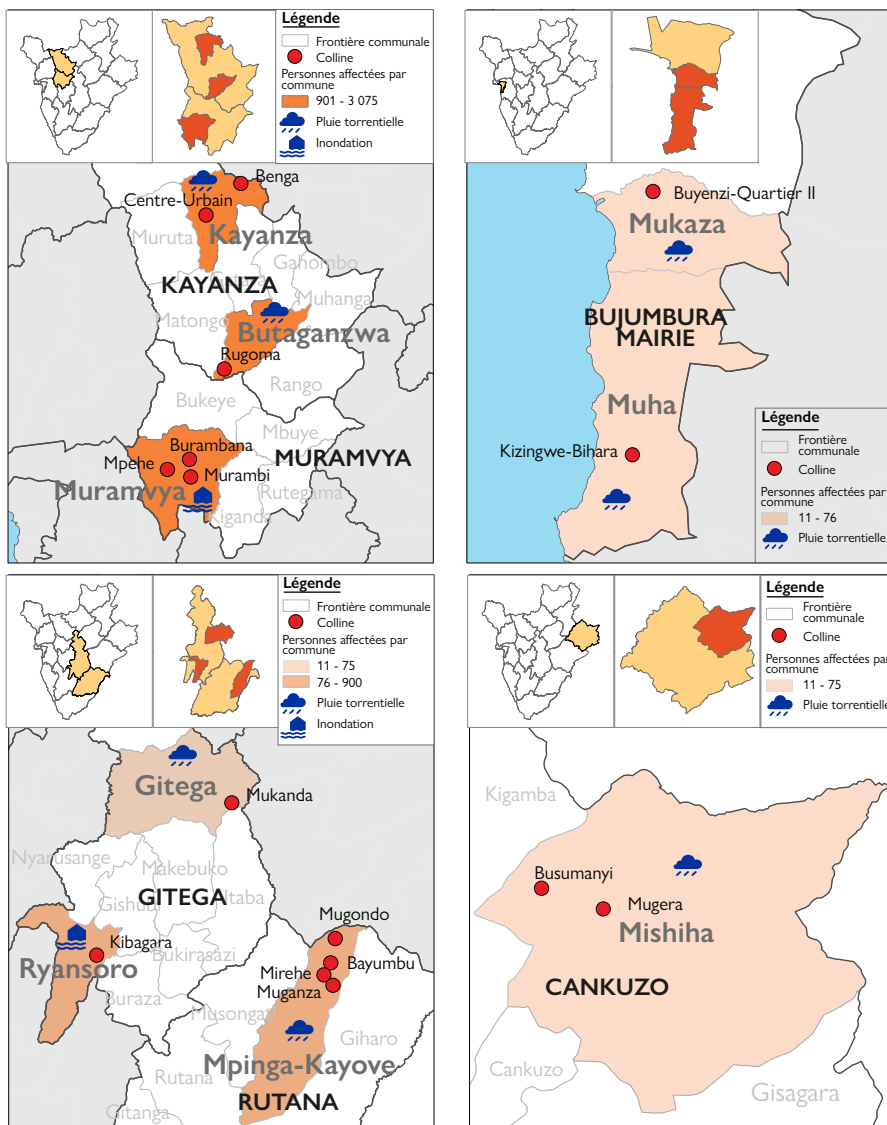 Légende
Frontière communale
Colline
Personnes affectées par
commune
901 - 3 075
Pluie torrentielle
Inondation
Benga
Centre-Urbain
Muruta
Kayanza
Gahombo
KAYANZA
Muhanga
Matongo
Butaganzwa
Rugoma
Rango
Bukeye
Mbuye
Burambana
MURAMVYA
Mpehe
Murambi
Muramvya
Rutegama
Kiganda
Buyenzi-Quartier II
Mukaza
BUJUMBURA
MAIRIE
Muha
Kizingwe-Bihara
Légende
Frontière
communale
Colline
Personnes affectées par
commune
11 - 76
Pluie torrentielle
Légende
Frontière communale
Colline
Personnes affectées par
commune
11 - 75
76 - 900
Pluie torrentielle
Inondation
Gitega
Mukanda
Nyarusange
Makebuko
GITEGA
Itaba
Gishubi
Mugondo
Kibagara
Bukirasazi
Bayumbu
Ryansoro
Mirehe
Muganza
Buraza
Musongati
Giharo
Mpinga-Kayove
Rutana
RUTANA
Gitanga
Légende
Frontière
communale
Colline
Personnes affectées par
commune
11 - 75
Pluie torrentielle
Kigamba
Busumanyi
Mugera
Mishiha
CANKUZO
Cankuzo
Gisagara